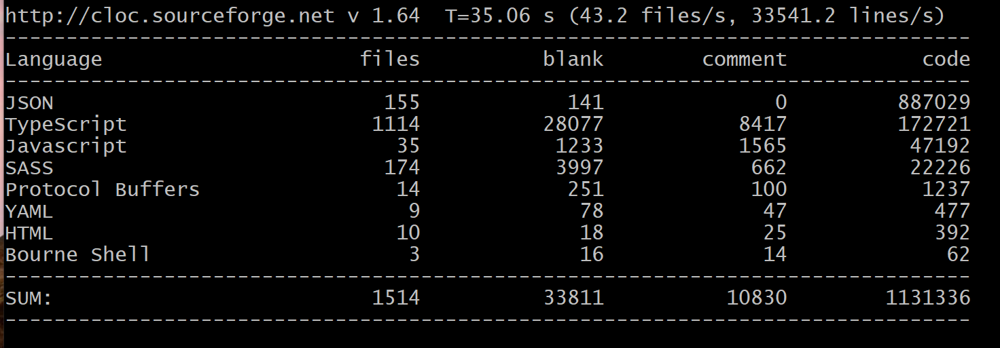 http://cloc.sourceforge.net v 1.64  T=35.06 s (43.2 files/s, 33541.2 lines/s)
-------------------------------------------------------------------------------
Language                     files          blank        comment           code
-------------------------------------------------------------------------------
JSON                           155            141              0         887029
TypeScript                    1114          28077           8417         172721
Javascript                      35           1233           1565          47192
SASS                           174           3997            662          22226
Protocol Buffers                14            251            100           1237
YAML                             9             78             47            477
HTML                            10             18             25            392
Bourne Shell                     3             16             14             62
-------------------------------------------------------------------------------
SUM:                          1514          33811          10830        1131336
-------------------------------------------------------------------------------